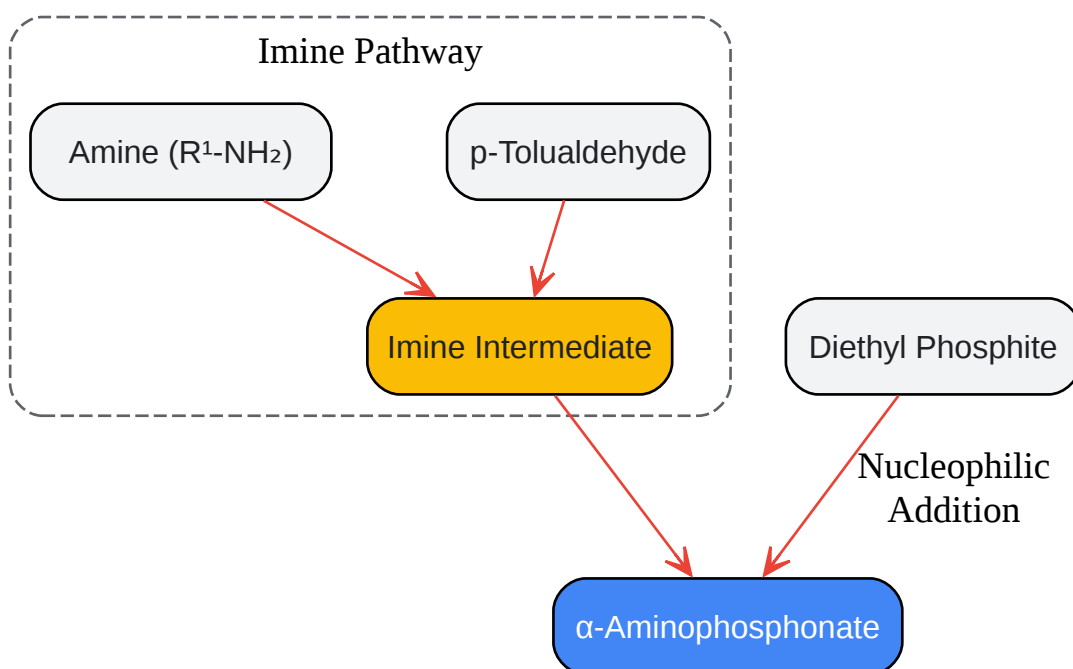 Imine Pathway
Amine (R¹-NH₂)
p-Tolualdehyde
Imine Intermediate
Diethyl Phosphite
Nucleophilic
Addition
α-Aminophosphonate